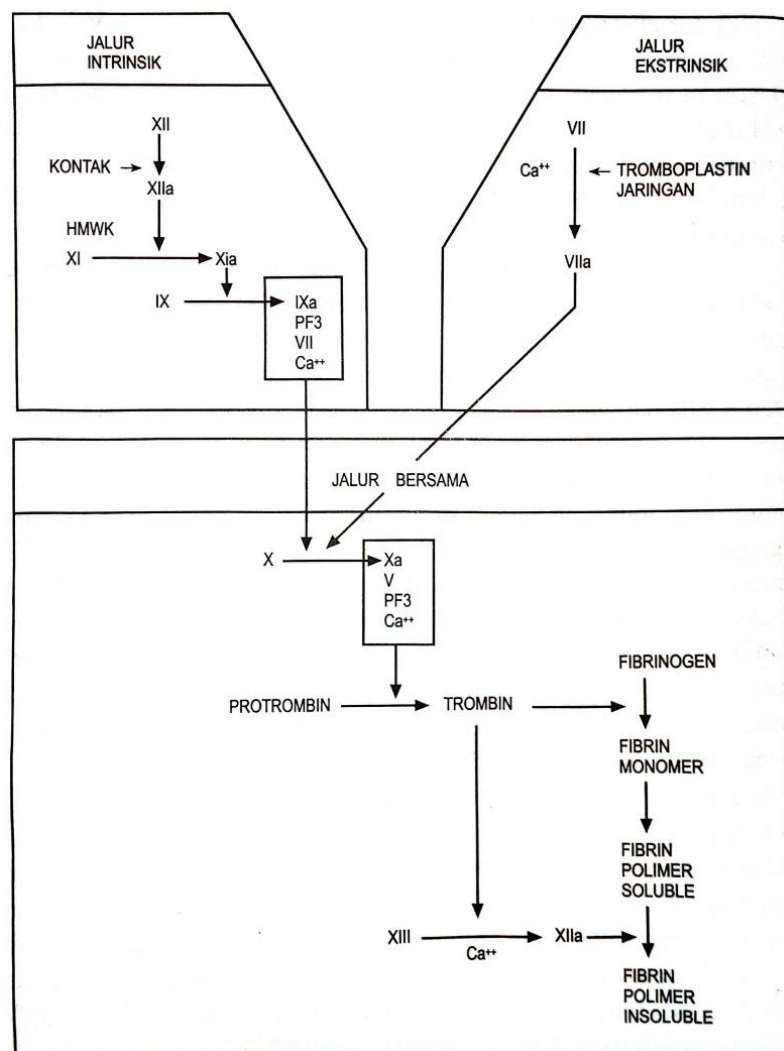 JALUR
INTRINSIK
XII
KONTAK
XIIa
HMWK
XI
Xia
IX
IXa
PF3
VII
Ca++
JALUR
EKSTRINSIK
VII
Ca++
TROMBOPLASTIN
JARINGAN
VIIa
JALUR BERSAMA
X
Xa
V
PF3
Ca++
PROTROMBIN
TROMBIN
FIBRINOGEN
FIBRIN
MONOMER
FIBRIN
POLIMER
SOLUBLE
XIII
Ca++
XIIa
FIBRIN
POLIMER
INSOLUBLE